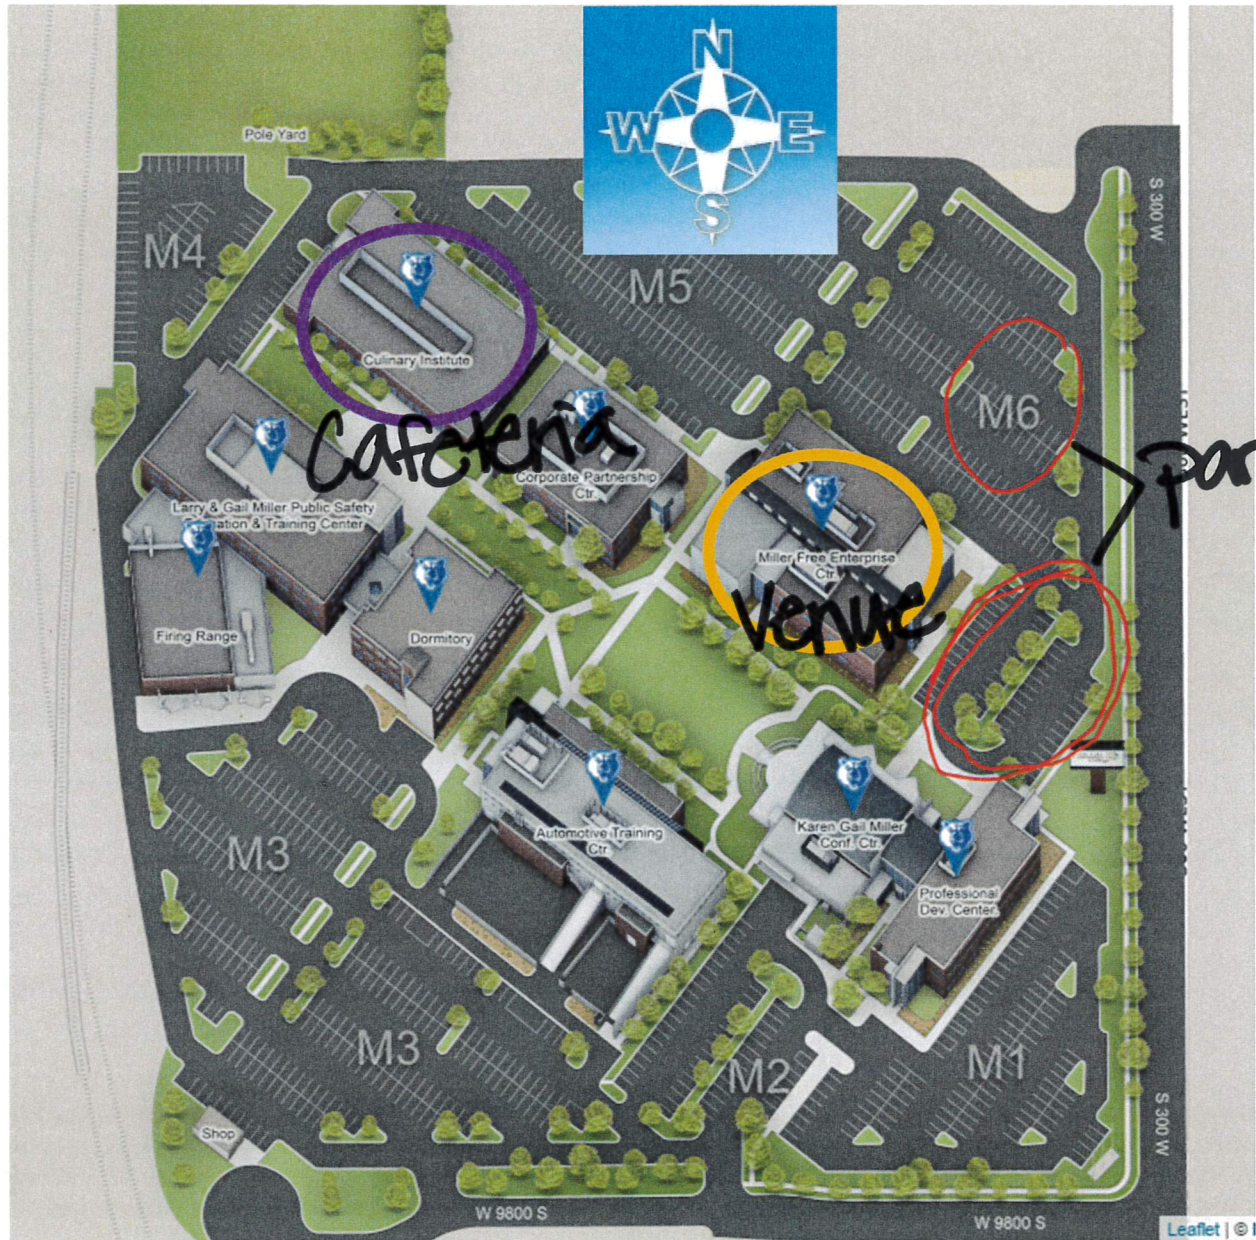 N
W E
S
Pole Yard
S 300 W
M4
M5
Culinary Institute
M6
Cafeteria
par
Corporate Partnership
Ctr.
Larry & Gail Miller Public Safety
& Training Center
Miller Free Enterprise
Ctr.
Venue
Firing Range
Dormitory
Automotive Training
Ctr
Karen Gail Miller
Conf. Ctr.
Professional
Dev. Center
M3
M3
M2
M1
Shop
S 300 W
W 9800 S
W 9800 S
Leaflet | ©